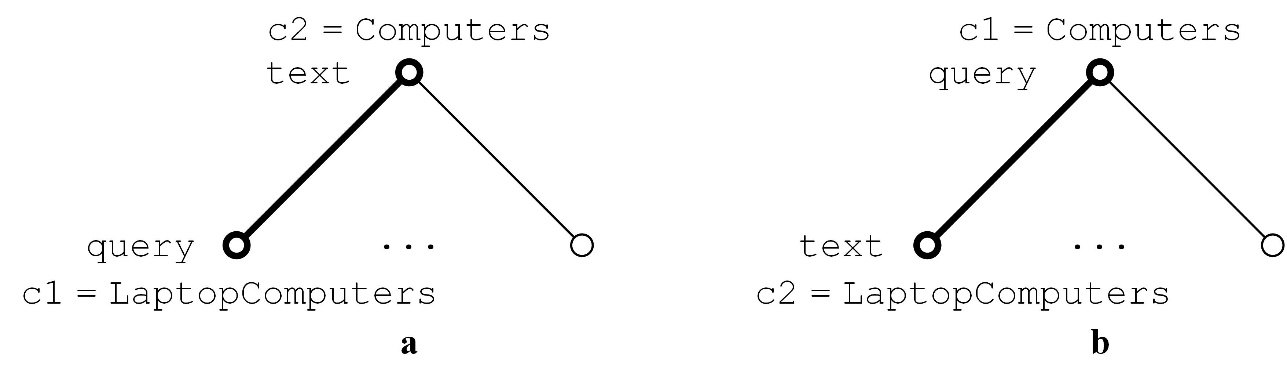 c2 = Computers
text
query
...
c1 = LaptopComputers
a
c1 = Computers
query
text
...
c2 = LaptopComputers
b